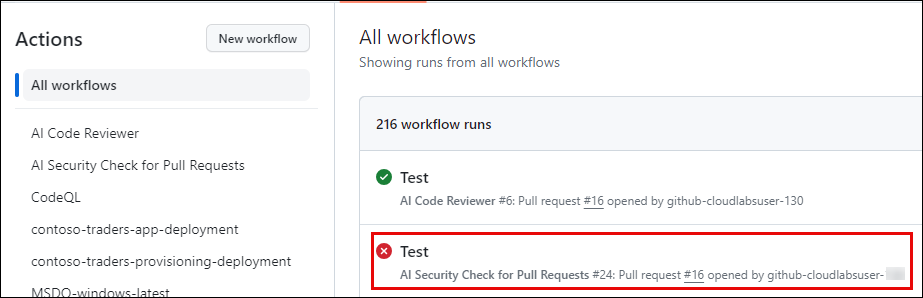 Actions
New workflow
All workflows
AI Code Reviewer
AI Security Check for Pull Requests
CodeQL
contoso-traders-app-deployment
contoso-traders-provisioning-deployment
MSDO-windows-latest
All workflows
Showing runs from all workflows
216 workflow runs
Test
AI Code Reviewer #6: Pull request #16 opened by github-cloudlabsuser-130
Test
AI Security Check for Pull Requests #24: Pull request #16 opened by github-cloudlabsuser-